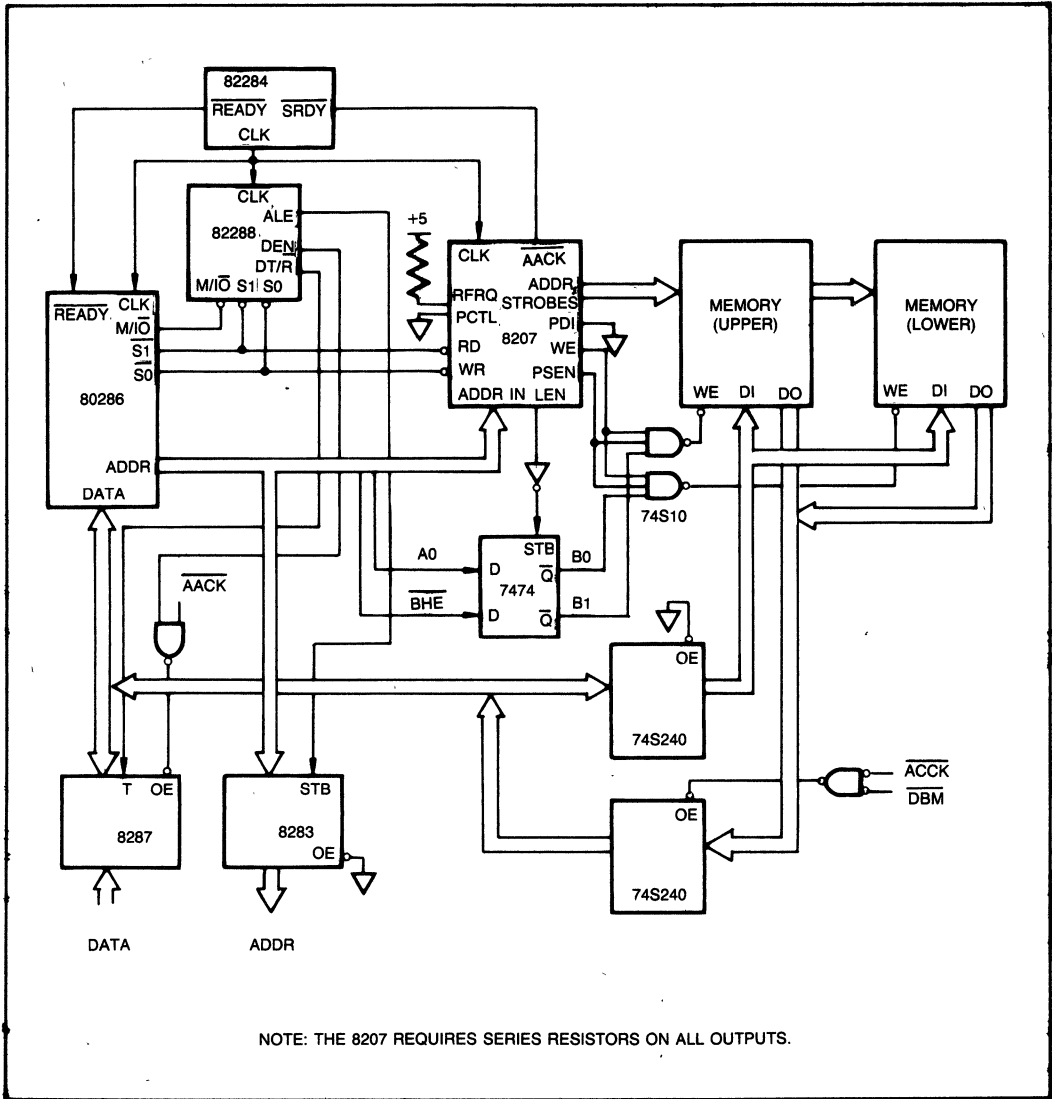 82284
READY SRDY
CLK
CLK
ALE
82288
DEN
DT/R
M/IO S1 S0
+5
CLK AACK
ADDR
RFRQ STROBES
PCTL PDI
8207
RD WE
WR PSEN
ADDR IN LEN
MEMORY
(UPPER)
WE DI DO
MEMORY
(LOWER)
WE DI DO
READY CLK
M/IO
S1
S0
80286
ADDR
DATA
74S10
A0
BHE
STB
D Q
7474
D Q
B0
B1
AACK
OE
74S240
T OE
8287
STB
8283
OE
OE
74S240
ACCK
DBM
DATA
ADDR
NOTE: THE 8207 REQUIRES SERIES RESISTORS ON ALL OUTPUTS.